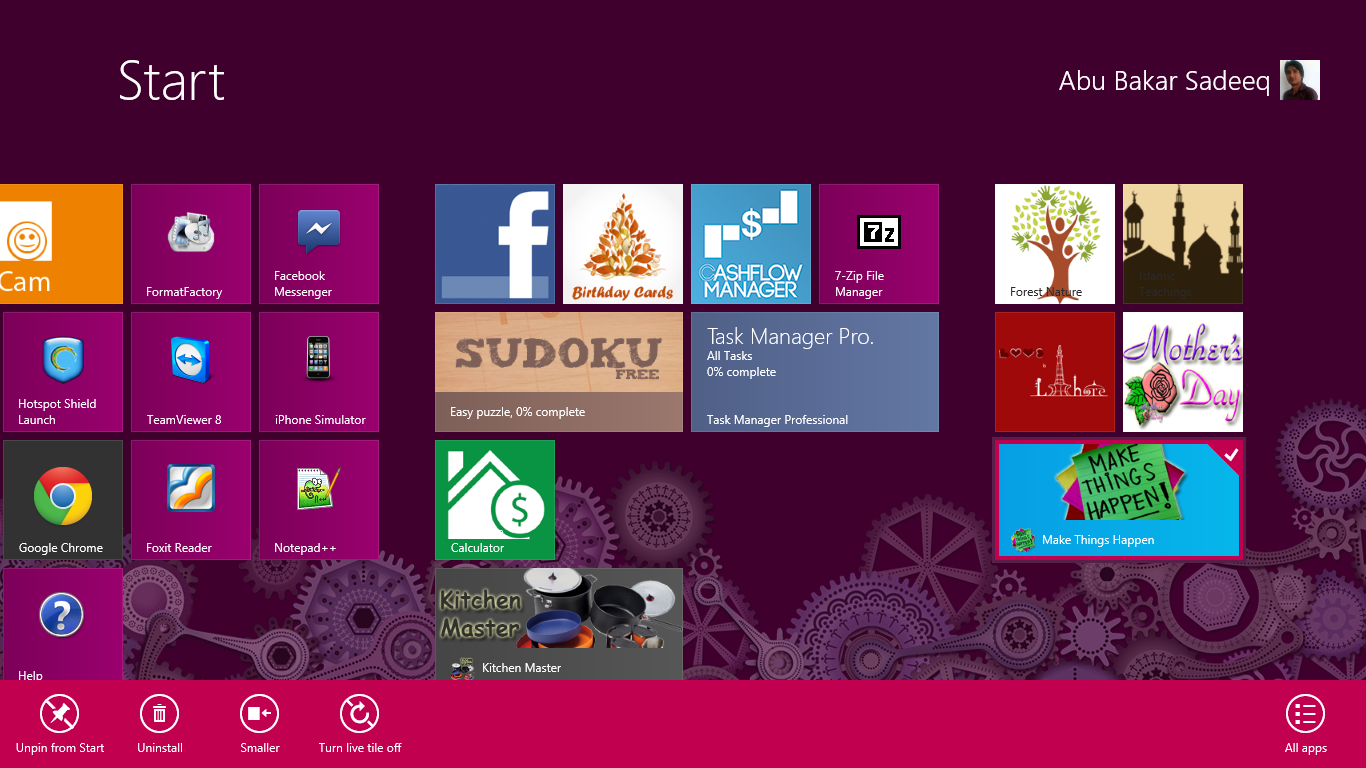 Start
Abu Bakar Sadeeq
Cam
FormatFactory
Facebook
Messenger
f
Birthday Cards
$
CASHFLOW
MANAGER
7z
7-Zip File
Manager
Forest Nature
Islamic
Teachings
Hotspot Shield
Launch
TeamViewer 8
iPhone Simulator
SUDOKU
FREE
Easy puzzle, 0% complete
Task Manager Pro.
All Tasks
0% complete
Task Manager Professional
LOVE
is
Lahore
Mother's
Day
Google Chrome
Foxit Reader
Notepad++
$
Calculator
MAKE
THINGS
HAPPEN!
Make Things Happen
?
Help
Kitchen
Master
Kitchen Master
Unpin from Start
Uninstall
Smaller
Turn live tile off
All apps